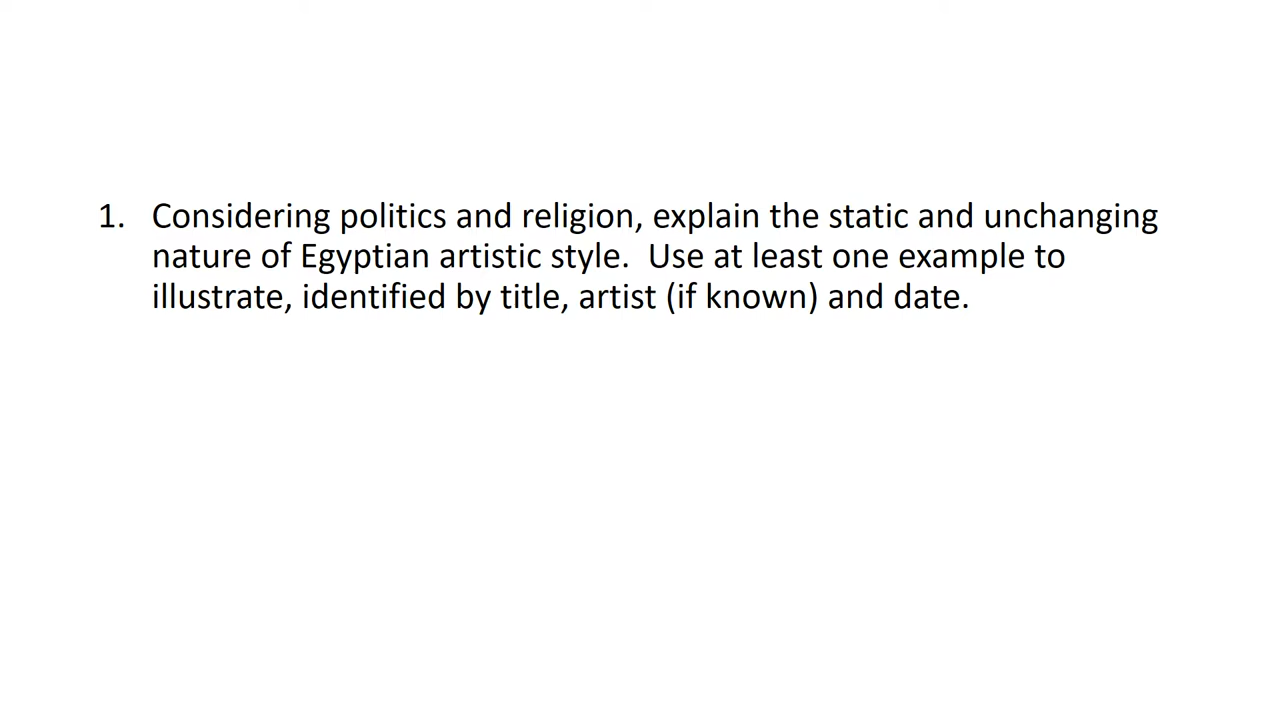 1. Considering politics and religion, explain the static and unchanging
nature of Egyptian artistic style.  Use at least one example to
illustrate, identified by title, artist (if known) and date.